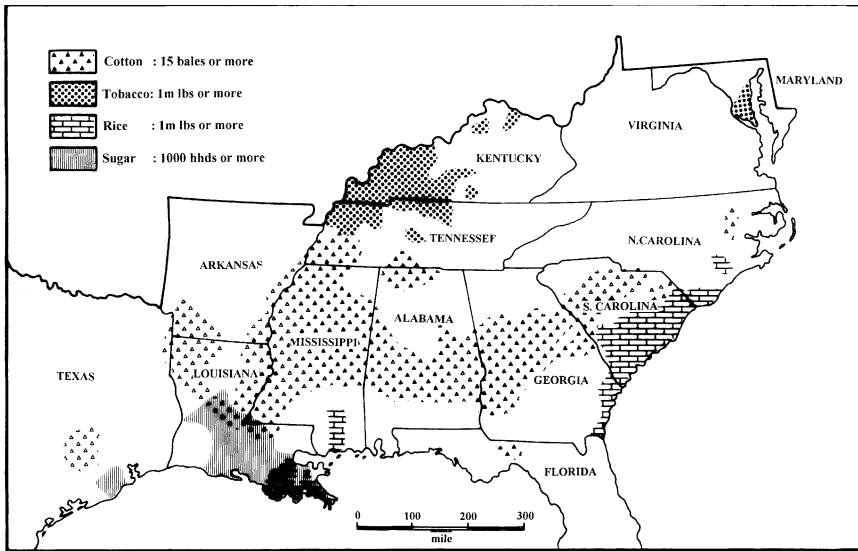 Cotton : 15 bales or more
Tobacco: 1m lbs or more
Rice : 1m lbs or more
Sugar : 1000 hhds or more
MARYLAND
VIRGINIA
KENTUCKY
TENNESSEE
N.CAROLINA
ARKANSAS
S. CAROLINA
ALABAMA
MISSISSIPPI
TEXAS
LOUISIANA
GEORGIA
FLORIDA
0 100 200 300
mile